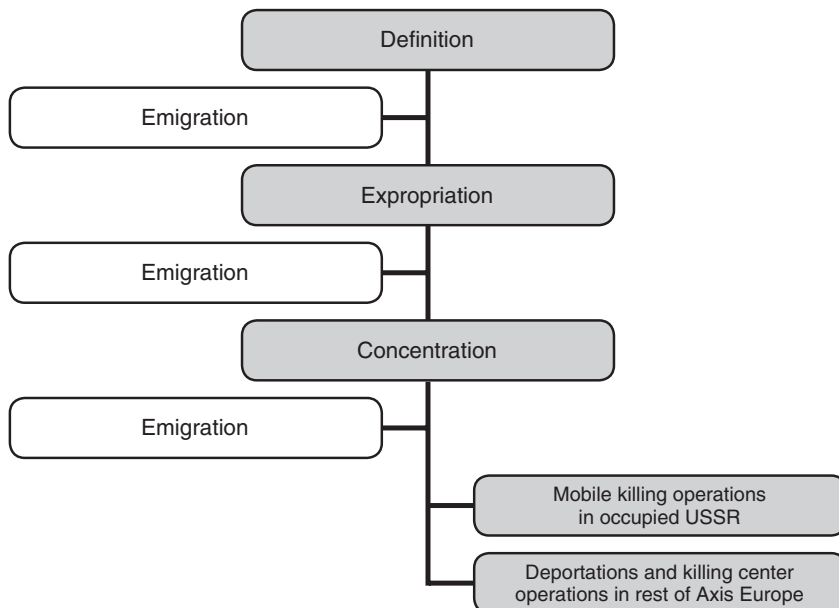 Definition
Emigration
Expropriation
Emigration
Concentration
Emigration
Mobile killing operations
in occupied USSR
Deportations and killing center
operations in rest of Axis Europe